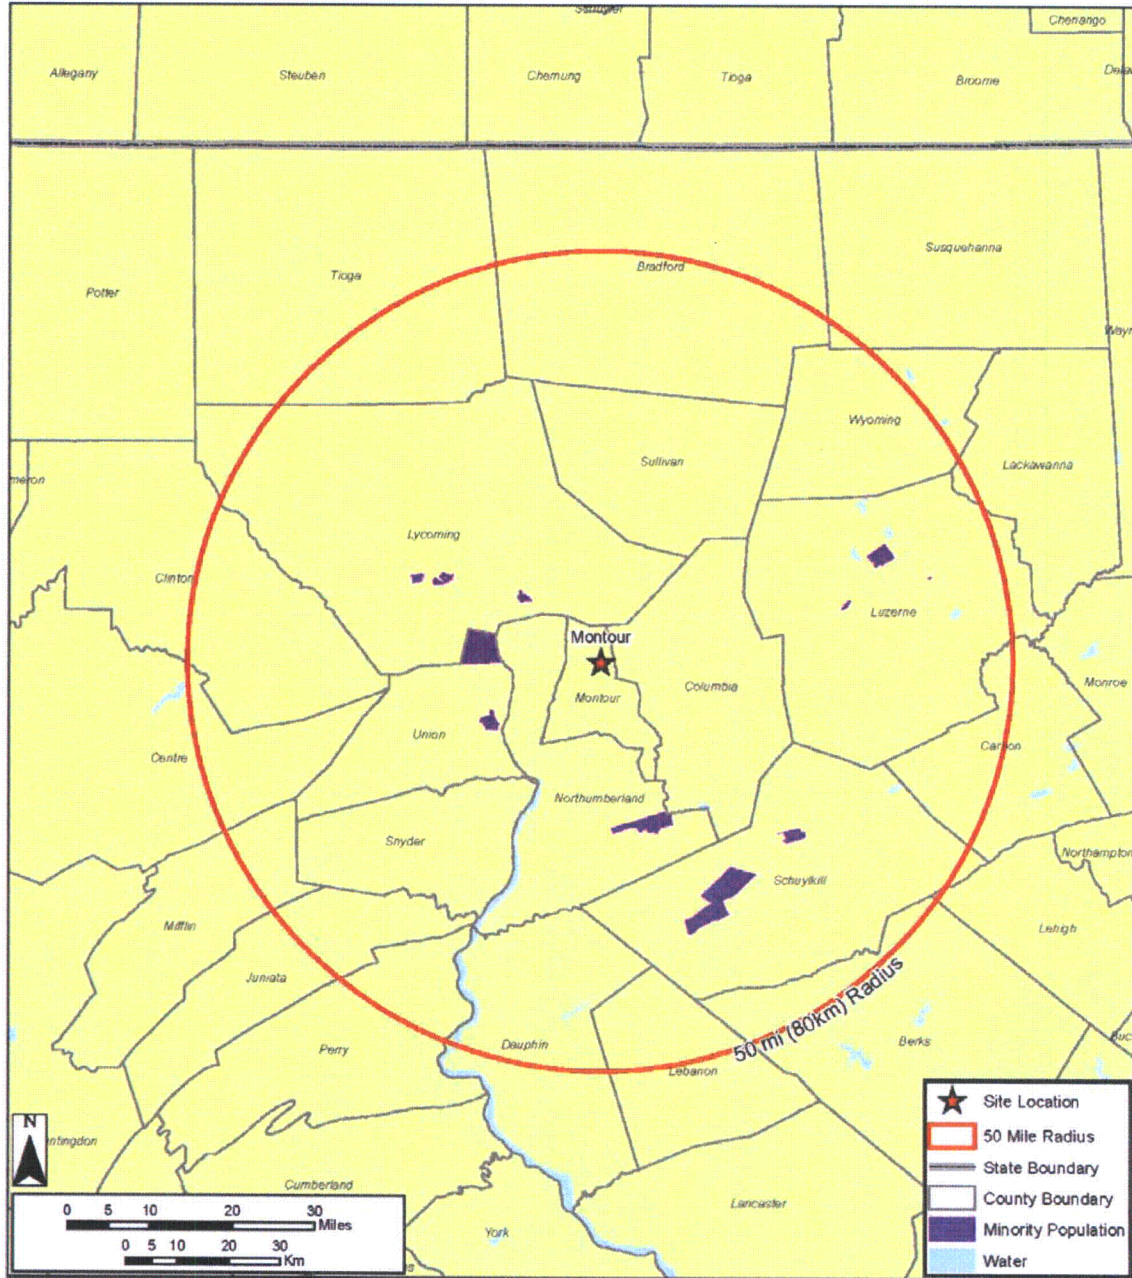 Chenango
Allegany
Steuben
Chemung
Tioga
Broome
Tioga
Bradford
Susquehanna
Potter
Wyoming
Lackawanna
Sullivan
Lycoming
Clinton
Luzerne
Montour
Montour
Columbia
Monroe
Union
Centre
Carbon
Northumberland
Snyder
Northampton
Schuylkill
Mifflin
Lehigh
Juniata
50 mi (80km) Radius
Perry
Dauphin
Berks
Lebanon
Cumberland
Lancaster
York
N
0 5 10 20 30
Miles
0 5 10 20 30
Km
Site Location
50 Mile Radius
State Boundary
County Boundary
Minority Population
Water